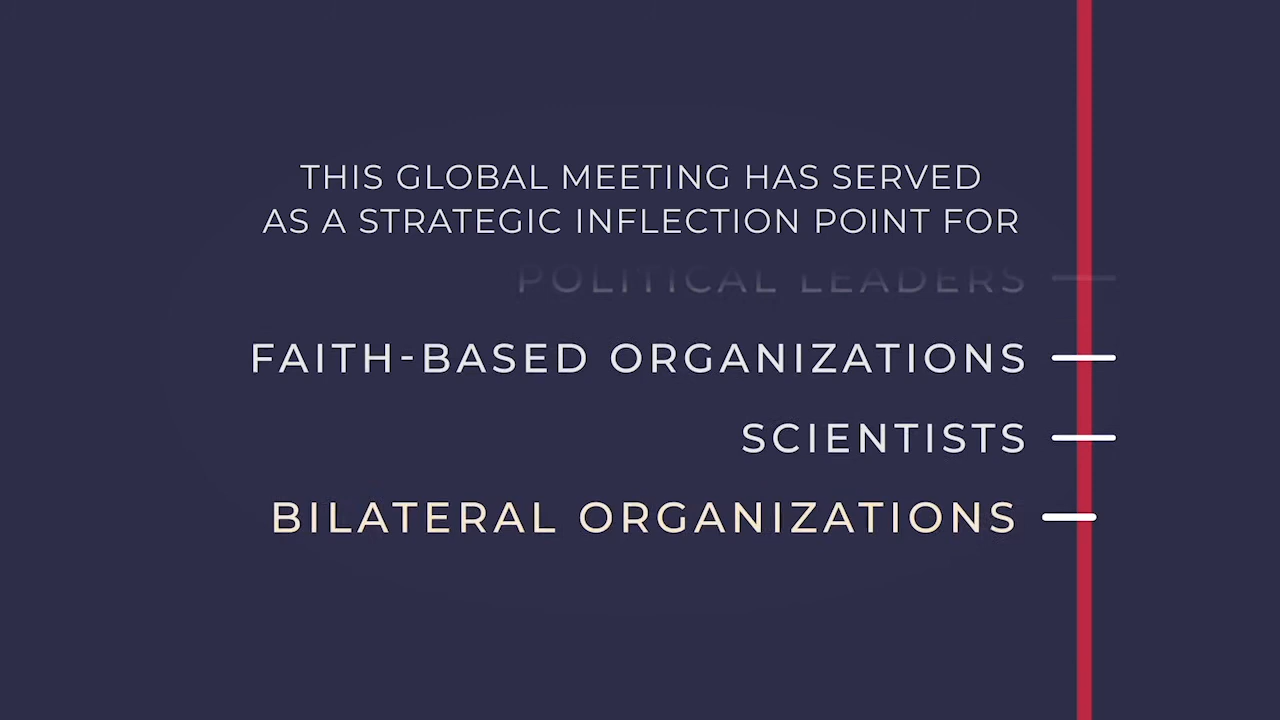 THIS GLOBAL MEETING HAS SERVED
AS A STRATEGIC INFLECTION POINT FOR
POLITICAL LEADERS
FAITH-BASED ORGANIZATIONS
SCIENTISTS
BILATERAL ORGANIZATIONS